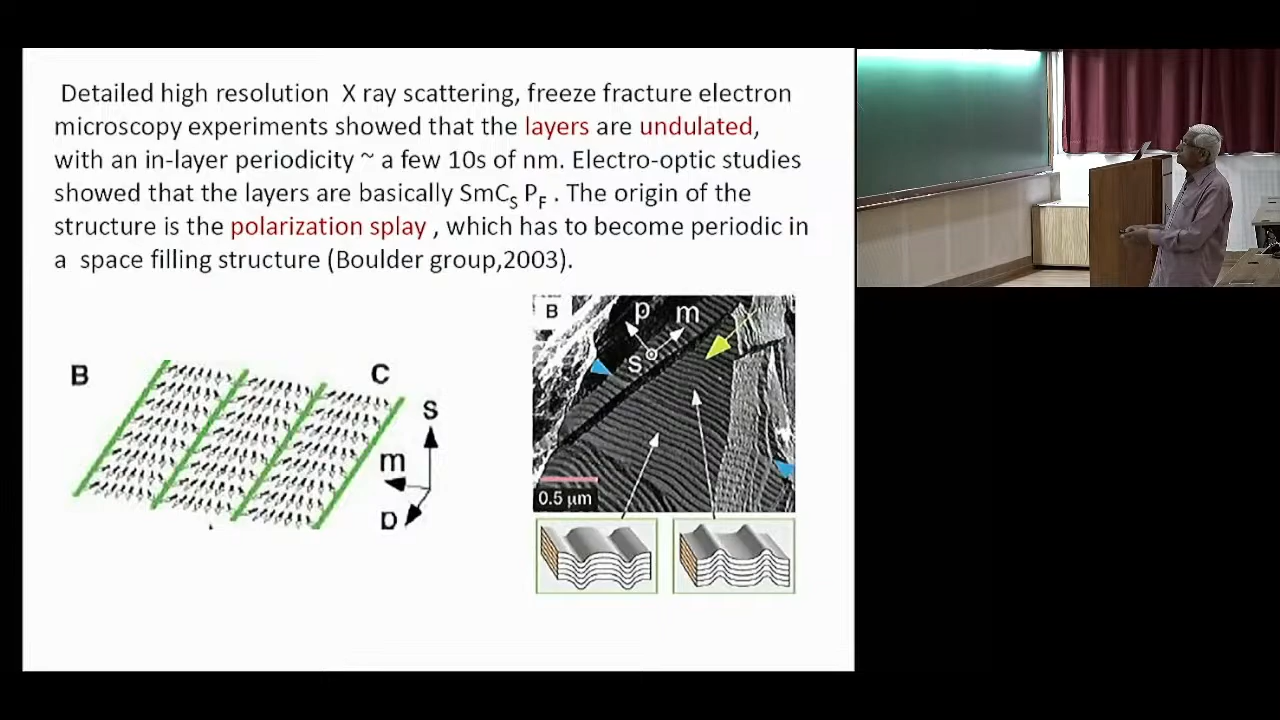 Detailed high resolution X ray scattering, freeze fracture electron
microscopy experiments showed that the layers are undulated,
with an in-layer periodicity ~ a few 10s of nm. Electro-optic studies
showed that the layers are basically SmCS PF . The origin of the
structure is the polarization splay , which has to become periodic in
a space filling structure (Boulder group,2003).
B
C
S
m
p
B
p
m
S
0.5 μm